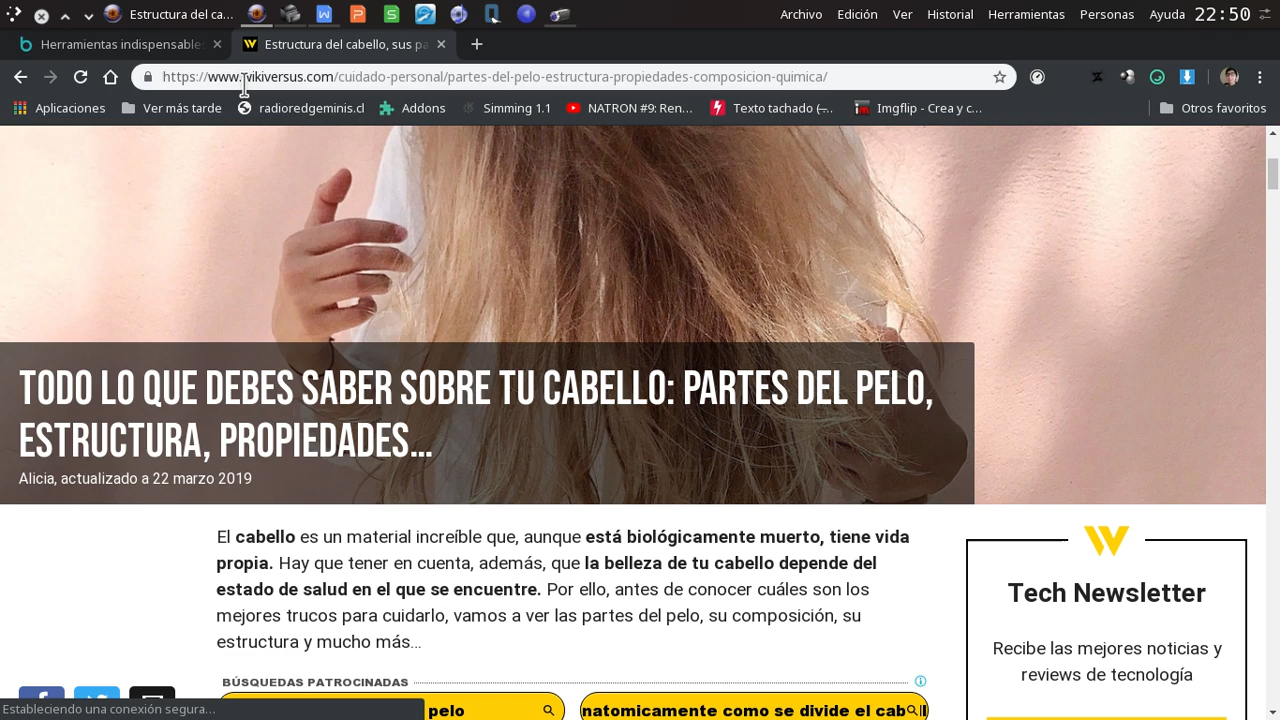 Estructura del ca...
Archivo Edición Ver Historial Herramientas Personas Ayuda 22:50
Herramientas indispensable
Estructura del cabello, sus pa
https://www.wikiversus.com/cuidado-personal/partes-del-pelo-estructura-propiedades-composicion-quimica/
Aplicaciones Ver más tarde radioredgeminis.cl Addons Simming 1.1 NATRON #9: Ren... Texto tachado (̶... Imgflip - Crea y c... Otros favoritos
TODO LO QUE DEBES SABER SOBRE TU CABELLO: PARTES DEL PELO,
ESTRUCTURA, PROPIEDADES...
Alicia, actualizado a 22 marzo 2019
El cabello es un material increíble que, aunque está biológicamente muerto, tiene vida
propia. Hay que tener en cuenta, además, que la belleza de tu cabello depende del
estado de salud en el que se encuentre. Por ello, antes de conocer cuáles son los
mejores trucos para cuidarlo, vamos a ver las partes del pelo, su composición, su
estructura y mucho más...
Tech Newsletter
Recibe las mejores noticias y
reviews de tecnología
BÚSQUEDAS PATROCINADAS
pelo
natomicamente como se divide el cab
Estableciendo una conexión segura...